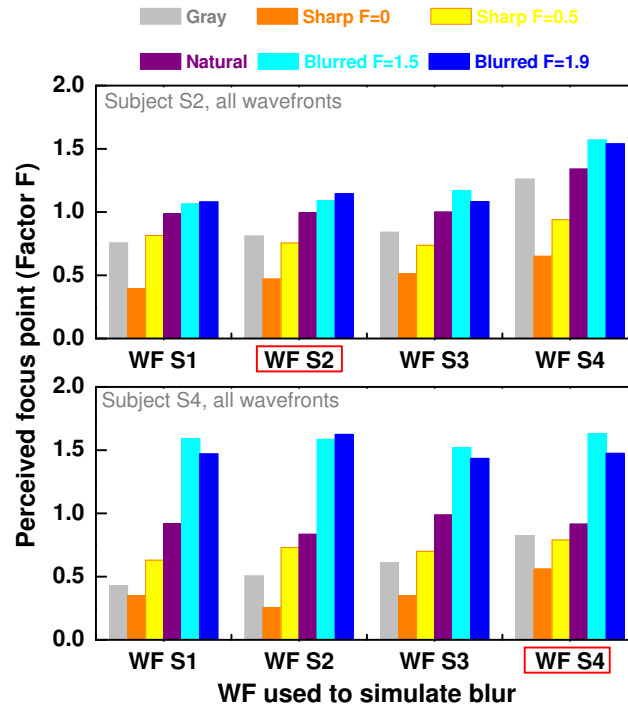 Gray Sharp F=0 Sharp F=0.5
Natural Blurred F=1.5 Blurred F=1.9
Perceived focus point (Factor F)
2.0
Subject S2, all wavefronts
1.5
1.0
0.5
0.0
WF S1 WF S2 WF S3 WF S4
2.0
Subject S4, all wavefronts
1.5
1.0
0.5
0.0
WF S1 WF S2 WF S3 WF S4
WF used to simulate blur